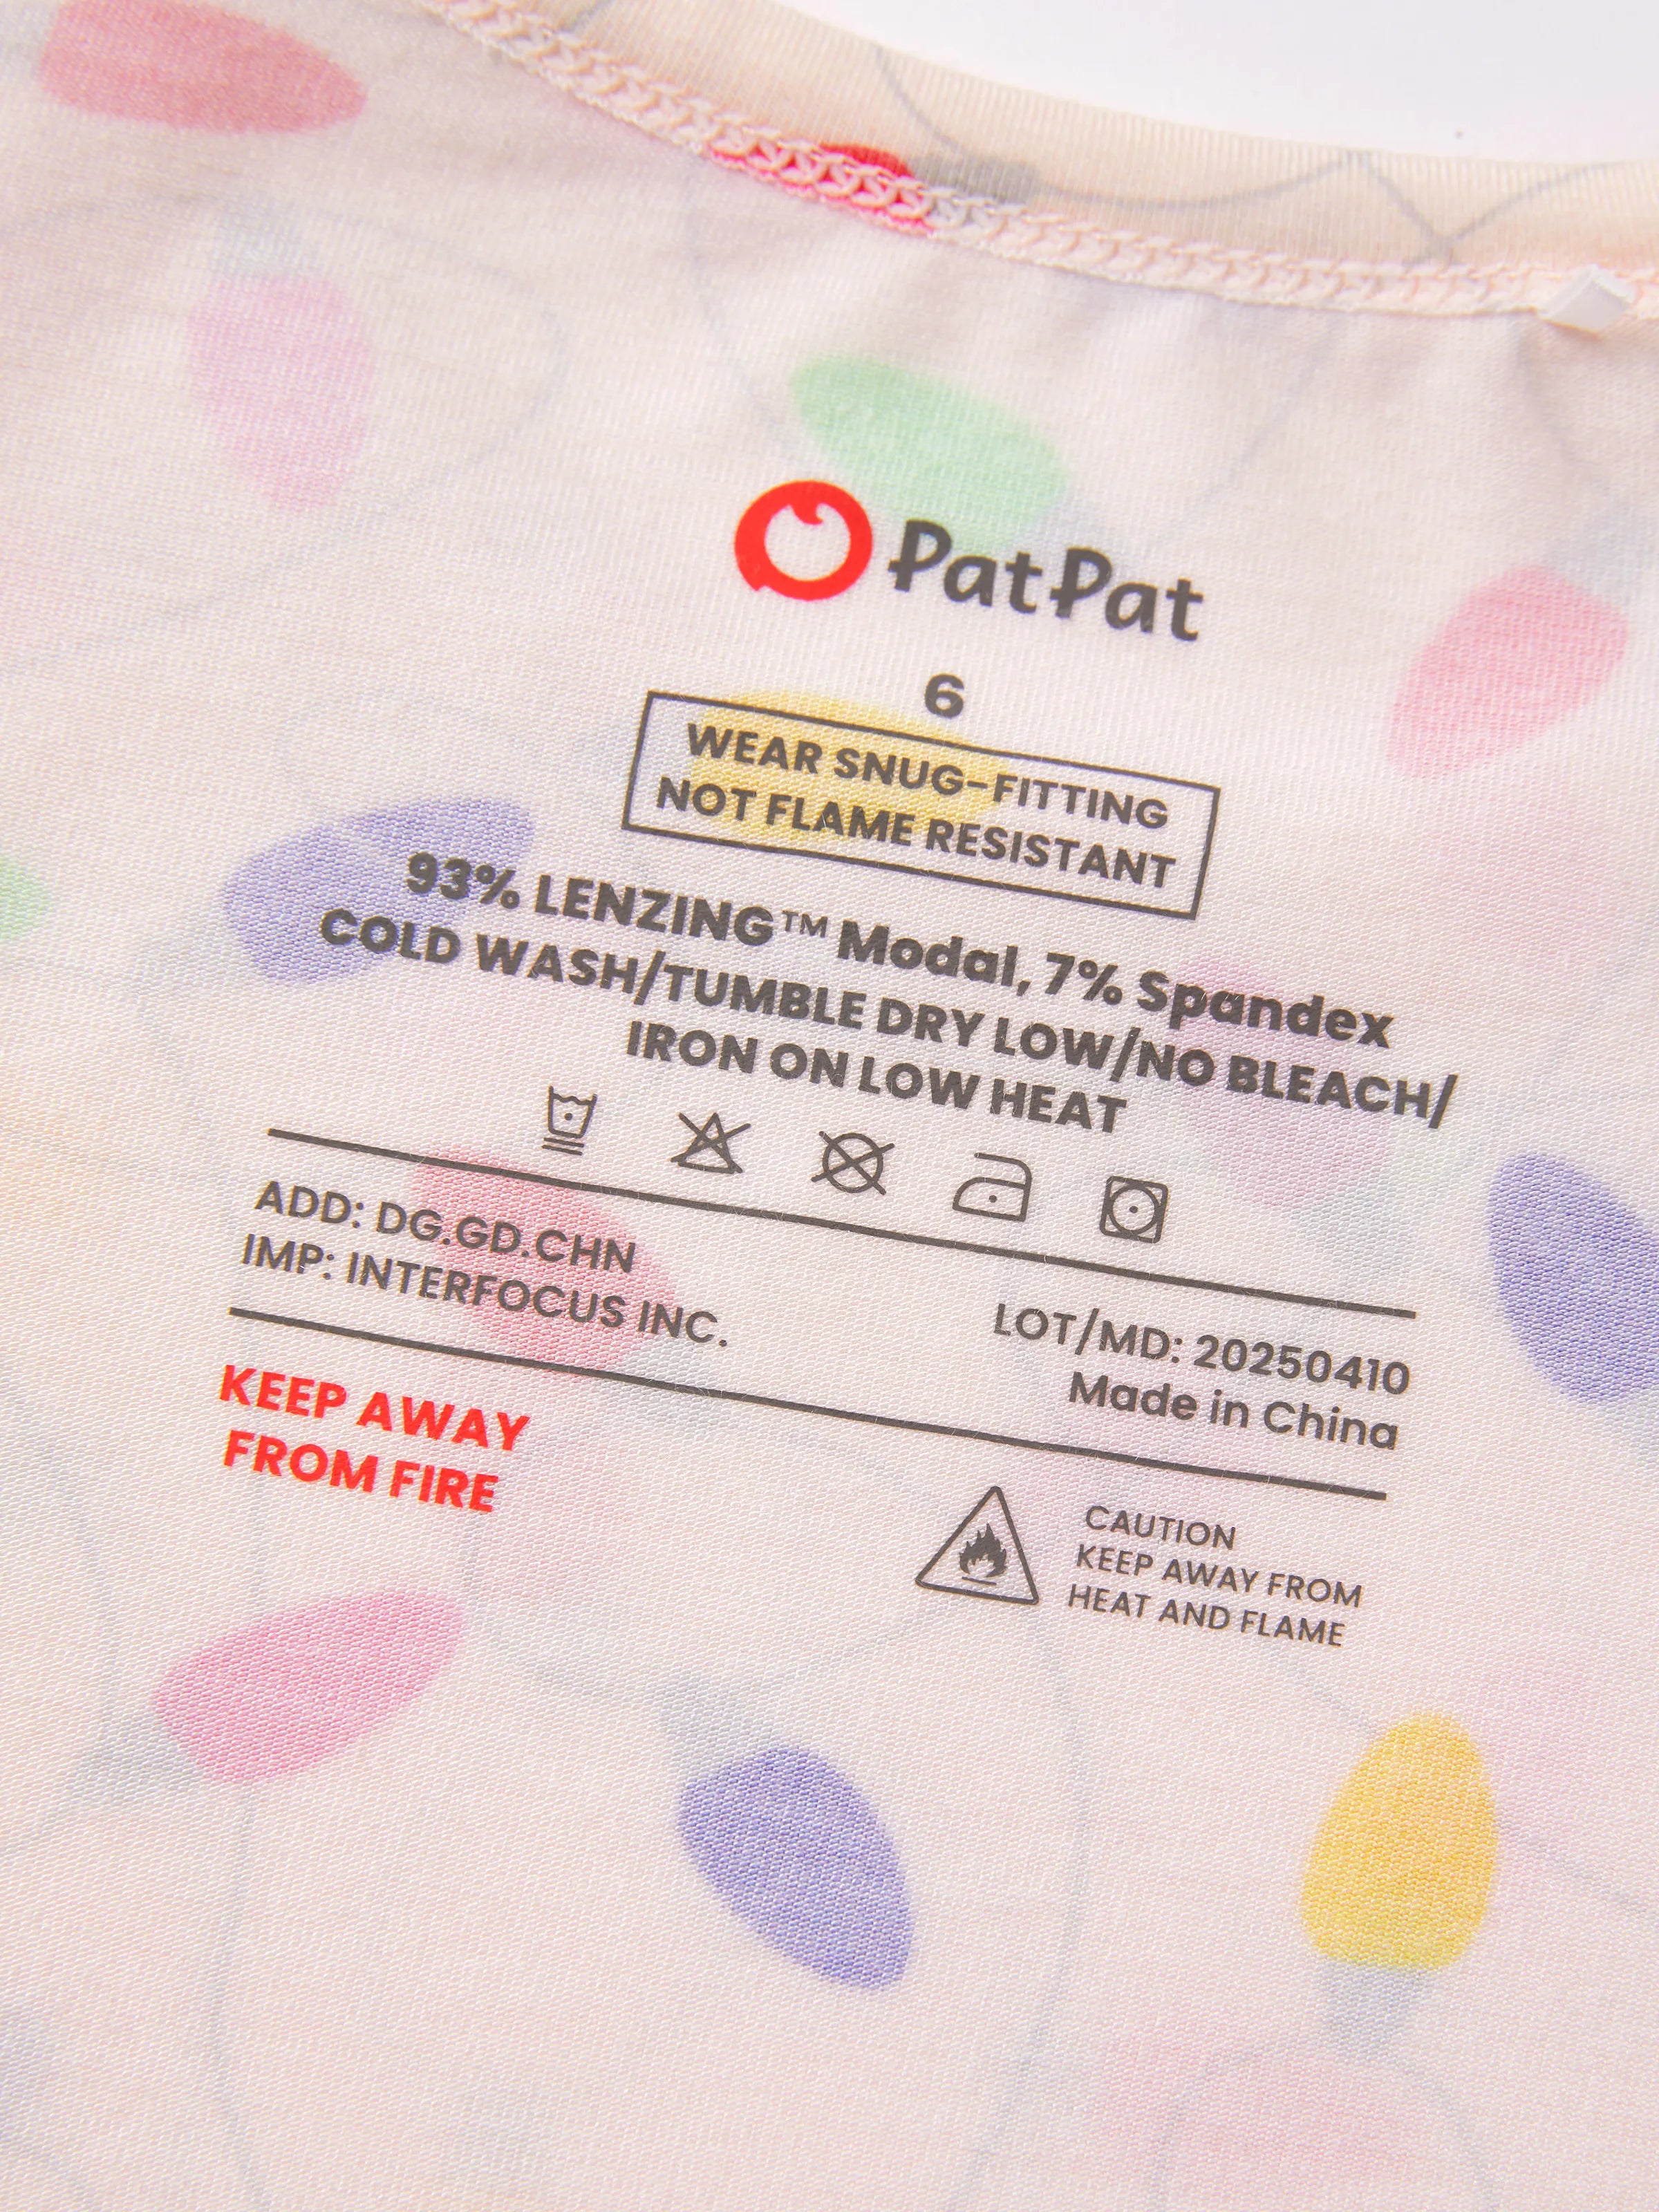 PatPat
6
WEAR SNUG-FITTING
NOT FLAME RESISTANT
93% LENZING™ Modal, 7% Spandex
COLD WASH/TUMBLE DRY LOW/NO BLEACH/
IRON ON LOW HEAT
ADD: DG.GD.CHN
IMP: INTERFOCUS INC.
LOT/MD: 20250410
Made in China
KEEP AWAY
FROM FIRE
CAUTION
KEEP AWAY FROM
HEAT AND FLAME